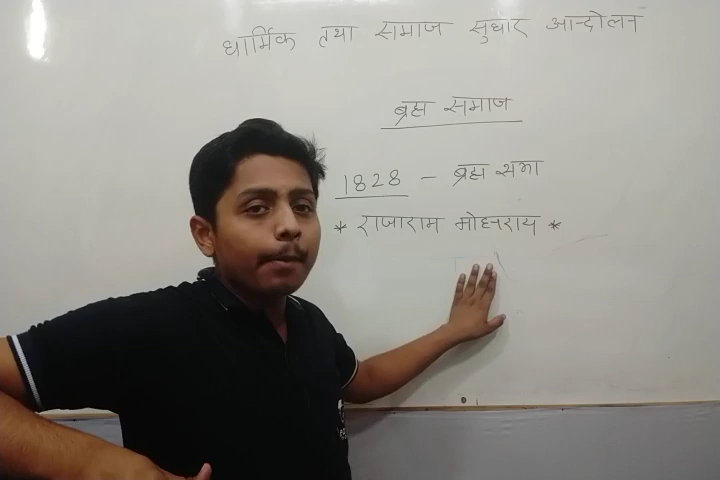 धार्मिक तथा समाज सुधार आन्दोलन
ब्रह्म समाज
1828 - ब्रह्म सभा
* राजाराम मोहनराय *